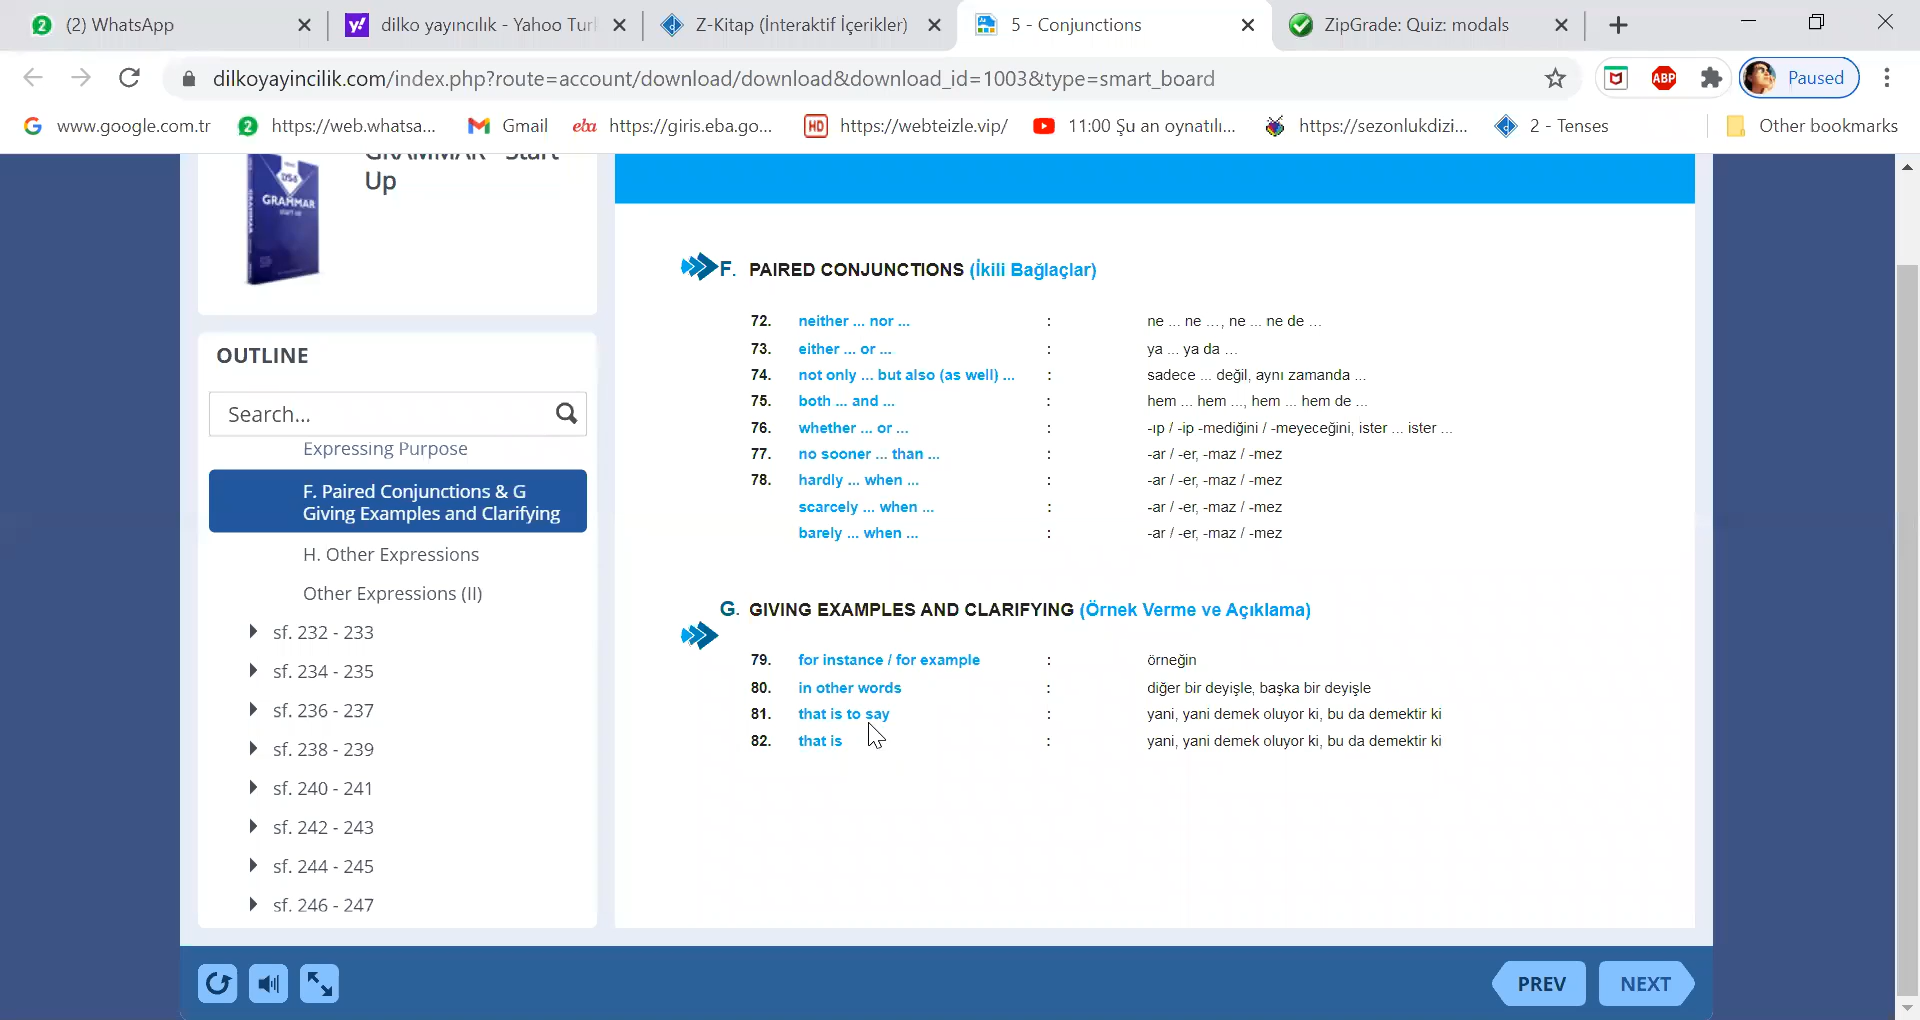 (2) WhatsApp
dilko yayıncılık - Yahoo Turk
Z-Kitap (İnteraktif İçerikler)
5 - Conjunctions
ZipGrade: Quiz: modals
dilkoyayincilik.com/index.php?route=account/download/download&download_id=1003&type=smart_board
ABP
Paused
www.google.com.tr
https://web.whatsa...
Gmail
eba https://giris.eba.go...
HD https://webteizle.vip/
11:00 Şu an oynatılı...
https://sezonlukdizi...
2 - Tenses
Other bookmarks
GRAMMAR - Start
Up
GRAMMAR
start up
OUTLINE
Search...
Expressing Purpose
F. Paired Conjunctions & G
Giving Examples and Clarifying
H. Other Expressions
Other Expressions (II)
sf. 232 - 233
sf. 234 - 235
sf. 236 - 237
sf. 238 - 239
sf. 240 - 241
sf. 242 - 243
sf. 244 - 245
sf. 246 - 247
F. PAIRED CONJUNCTIONS (İkili Bağlaçlar)
72. neither ... nor ... : ne ... ne ..., ne ... ne de ...
73. either ... or ... : ya ... ya da ...
74. not only ... but also (as well) ... : sadece ... değil, aynı zamanda ...
75. both ... and ... : hem ... hem ..., hem ... hem de ...
76. whether ... or ... : -ıp / -ip -mediğini / -meyeceğini, ister ... ister ...
77. no sooner ... than ... : -ar / -er, -maz / -mez
78. hardly ... when ... : -ar / -er, -maz / -mez
scarcely ... when ... : -ar / -er, -maz / -mez
barely ... when ... : -ar / -er, -maz / -mez
G. GIVING EXAMPLES AND CLARIFYING (Örnek Verme ve Açıklama)
79. for instance / for example : örneğin
80. in other words : diğer bir deyişle, başka bir deyişle
81. that is to say : yani, yani demek oluyor ki, bu da demektir ki
82. that is : yani, yani demek oluyor ki, bu da demektir ki
PREV
NEXT